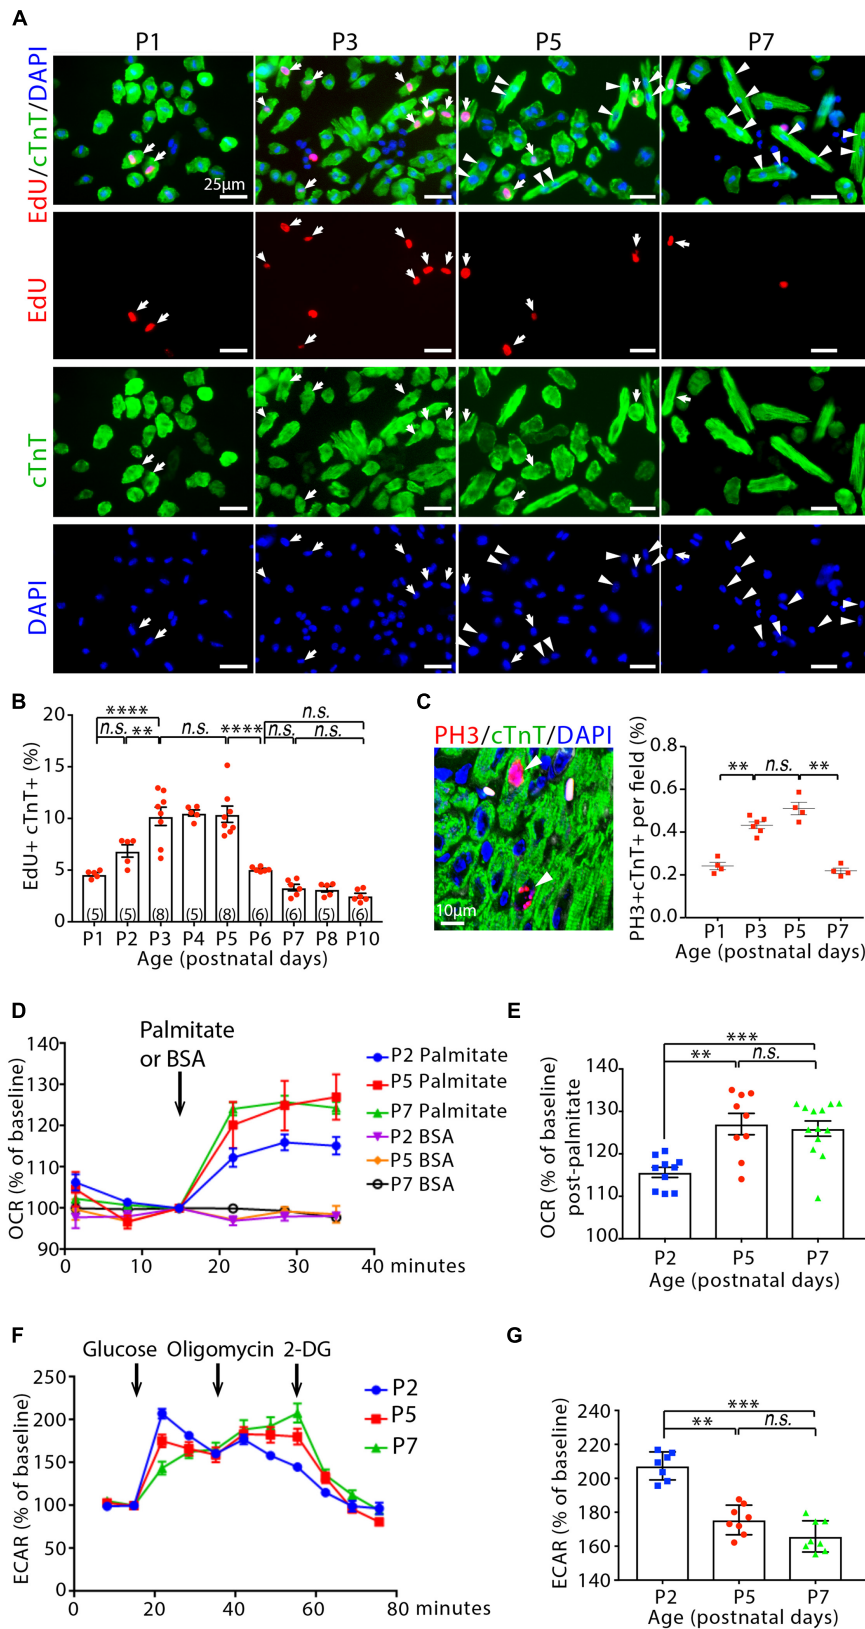 A
P1 P3 P5 P7
EdU/cTnT/DAPI
25µm
EdU
cTnT
DAPI
B
EdU+ cTnT+ (%)
20
15
10
5
0
****
n.s. ** n.s. **** n.s. n.s.
n.s.
(5) (5) (8) (5) (8) (6) (6) (5) (6)
P1 P2 P3 P4 P5 P6 P7 P8 P10
Age (postnatal days)
C
PH3/cTnT/DAPI
10µm
PH3+cTnT+ per field (%)
0.8
0.6
0.4
0.2
0.0
** n.s. **
P1 P3 P5 P7
Age (postnatal days)
D
OCR (% of baseline)
140
130
120
110
100
90
Palmitate
or BSA
P2 Palmitate
P5 Palmitate
P7 Palmitate
P2 BSA
P5 BSA
P7 BSA
0 10 20 30 40 minutes
E
OCR (% of baseline)
post-palmitate
140
130
120
110
100
***
** n.s.
P2 P5 P7
Age (postnatal days)
F
Glucose Oligomycin 2-DG
ECAR (% of baseline)
250
200
150
100
50
0
P2
P5
P7
0 20 40 60 80 minutes
G
ECAR (% of baseline)
240
220
200
180
160
140
***
** n.s.
P2 P5 P7
Age (postnatal days)